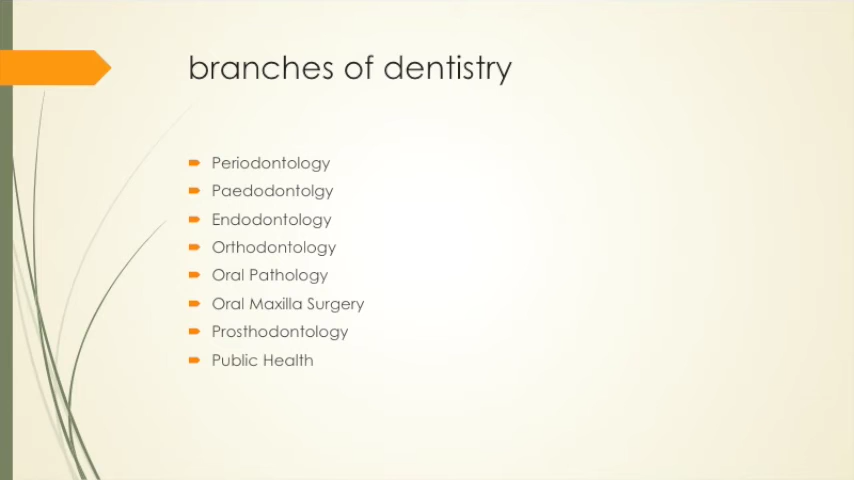 branches of dentistry
Periodontology
Paedodontolgy
Endodontology
Orthodontology
Oral Pathology
Oral Maxilla Surgery
Prosthodontology
Public Health